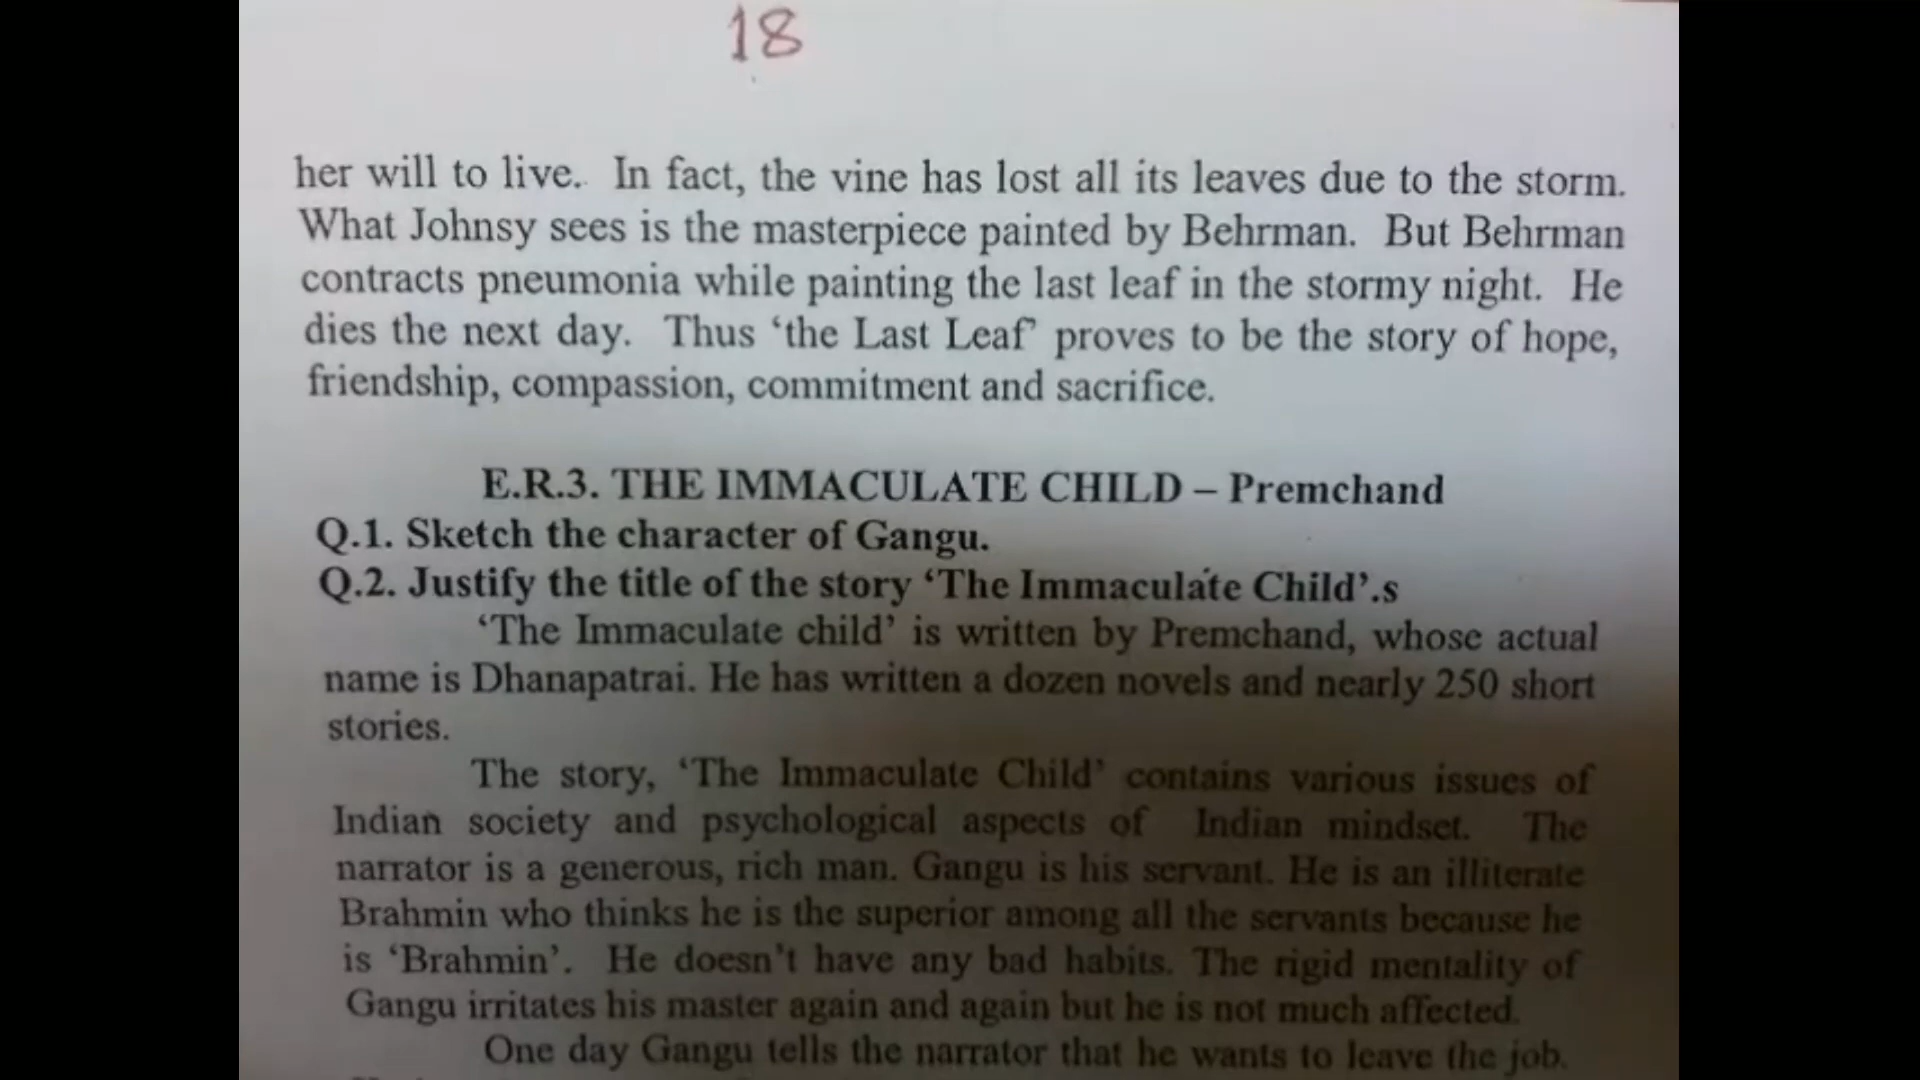 18
her will to live. In fact, the vine has lost all its leaves due to the storm.
What Johnsy sees is the masterpiece painted by Behrman. But Behrman
contracts pneumonia while painting the last leaf in the stormy night. He
dies the next day. Thus ‘the Last Leaf’ proves to be the story of hope,
friendship, compassion, commitment and sacrifice.
E.R.3. THE IMMACULATE CHILD – Premchand
Q.1. Sketch the character of Gangu.
Q.2. Justify the title of the story ‘The Immaculate Child’.s
‘The Immaculate child’ is written by Premchand, whose actual
name is Dhanapatrai. He has written a dozen novels and nearly 250 short
stories.
The story, ‘The Immaculate Child’ contains various issues of
Indian society and psychological aspects of Indian mindset. The
narrator is a generous, rich man. Gangu is his servant. He is an illiterate
Brahmin who thinks he is the superior among all the servants because he
is ‘Brahmin’. He doesn't have any bad habits. The rigid mentality of
Gangu irritates his master again and again but he is not much affected.
One day Gangu tells the narrator that he wants to leave the job.